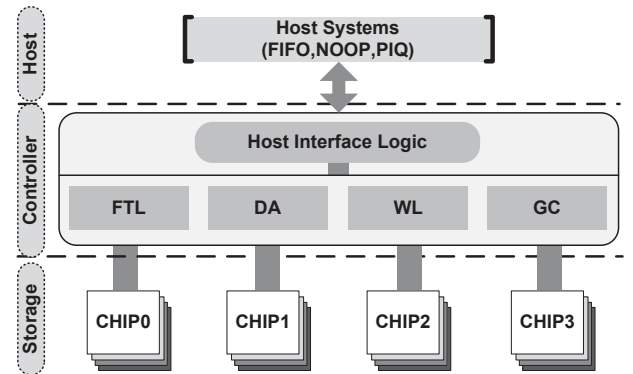 Host
Host Systems
(FIFO,NOOP,PIQ)
Controller
Host Interface Logic
FTL DA WL GC
Storage
CHIP0 CHIP1 CHIP2 CHIP3